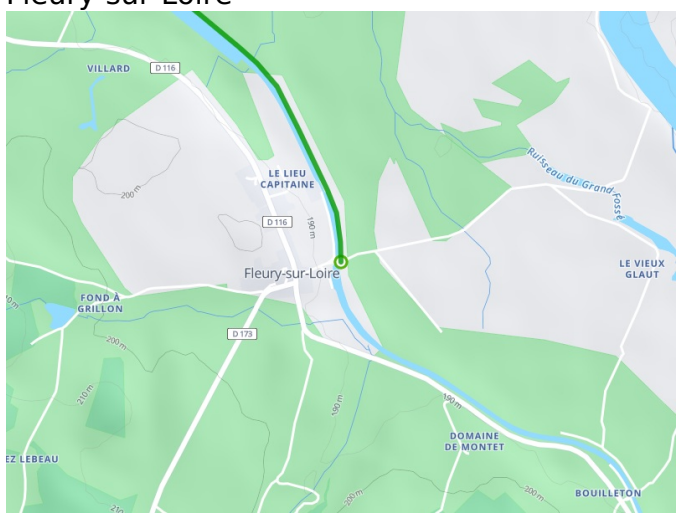 Fleury-sur-Loire
VILLARD
D 116
Ruisseau du Grand-Fossé
LE LIEU
CAPITAINE
200 m
D 116
190 m
LE VIEUX
GLAUT
Fleury-sur-Loire
FOND À
GRILLON
D 173
200 m
210 m
190 m
190 m
DOMAINE
DE MONTET
EZ LEBEAU
200 m
200 m
BOUILLETON